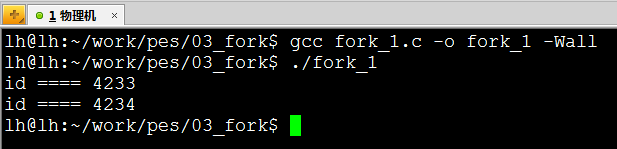 1 物理机
lh@lh:~/work/pes/03_fork$ gcc fork_1.c -o fork_1 -Wall
lh@lh:~/work/pes/03_fork$ ./fork_1
id ==== 4233
id ==== 4234
lh@lh:~/work/pes/03_fork$